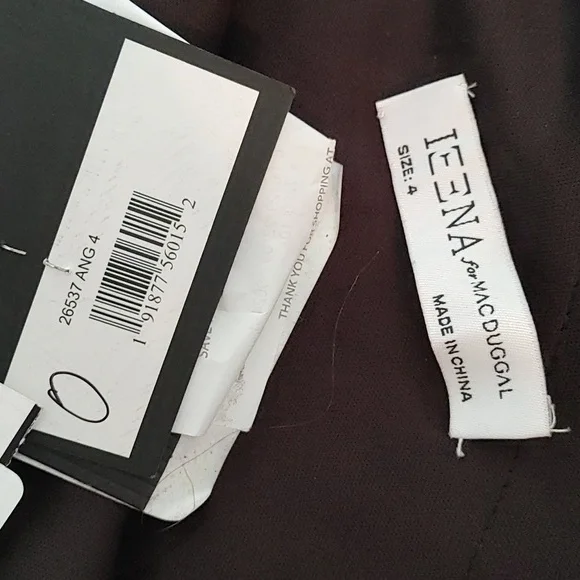 26537 ANG 4
1 91877 56015 2
THANK YOU FOR SHOPPING AT
SAVE
IEENA for MAC DUGGAL
SIZE: 4
MADE IN CHINA